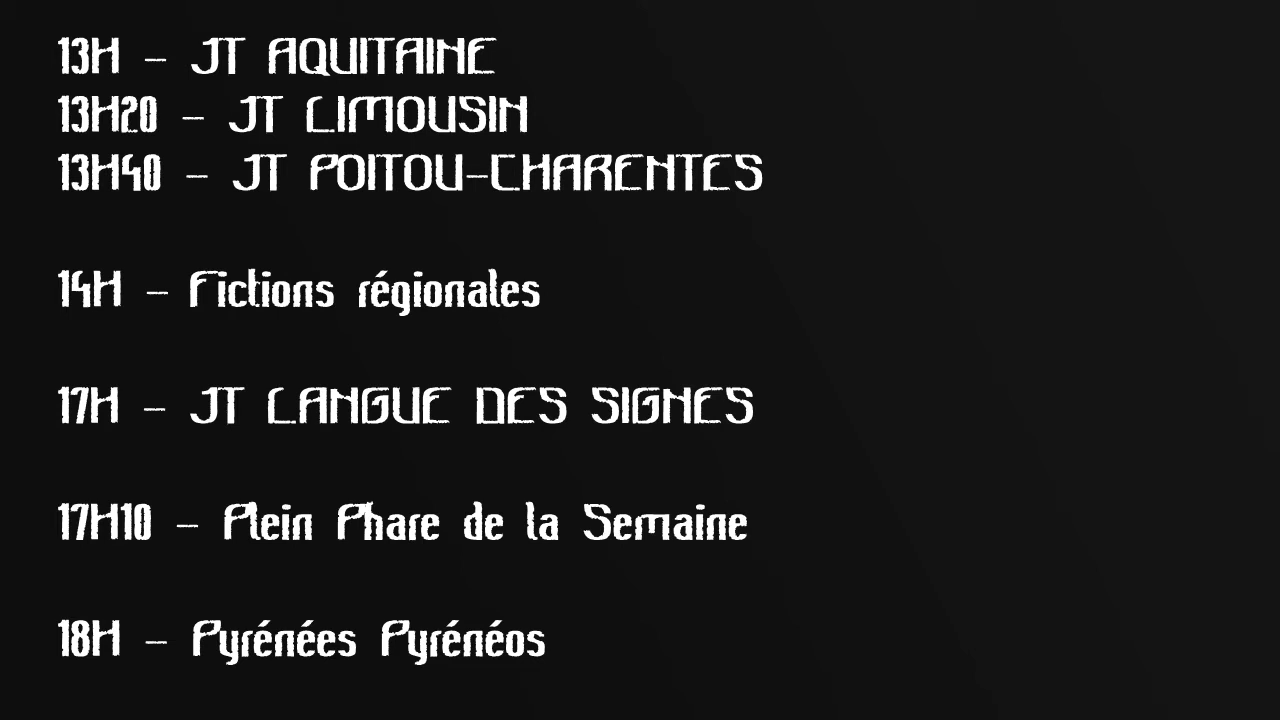 13H - JT AQUITAINE
13H20 - JT LIMOUSIN
13H40 - JT POITOU-CHARENTES
14H - Fictions régionales
17H - JT LANGUE DES SIGNES
17H10 - Plein Phare de la Semaine
18H - Pyrénées Pyrénéos